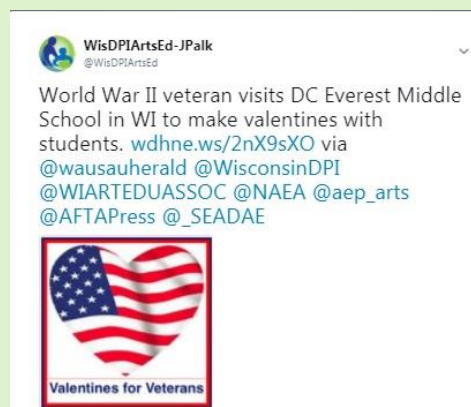 WisDPIArtsEd-JPalk
@WisDPIArtsEd
World War II veteran visits DC Everest Middle
School in WI to make valentines with
students. wdhne.ws/2nX9sXO via
@wausauherald @WisconsinDPI
@WIARTEDUASSOC @NAEA @aep_arts
@AFTAPress @_SEADAE
Valentines for Veterans